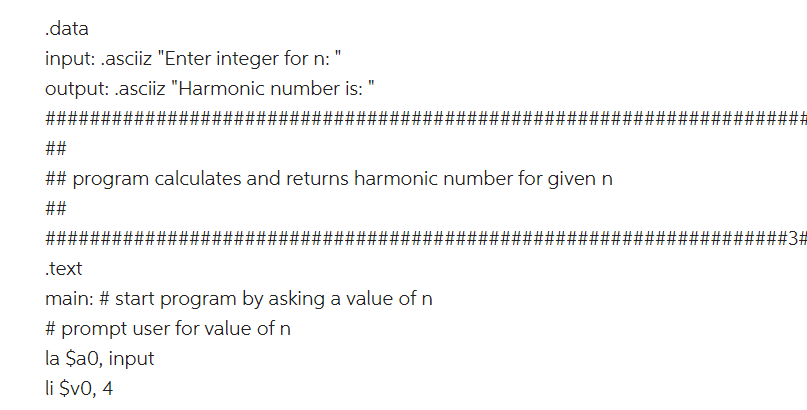 .data
input: .asciiz "Enter integer for n: "
output: .asciiz "Harmonic number is: "
#####################################################################
##
## program calculates and returns harmonic number for given n
##
###################################################################3#
.text
main: # start program by asking a value of n
# prompt user for value of n
la $a0, input
li $v0, 4